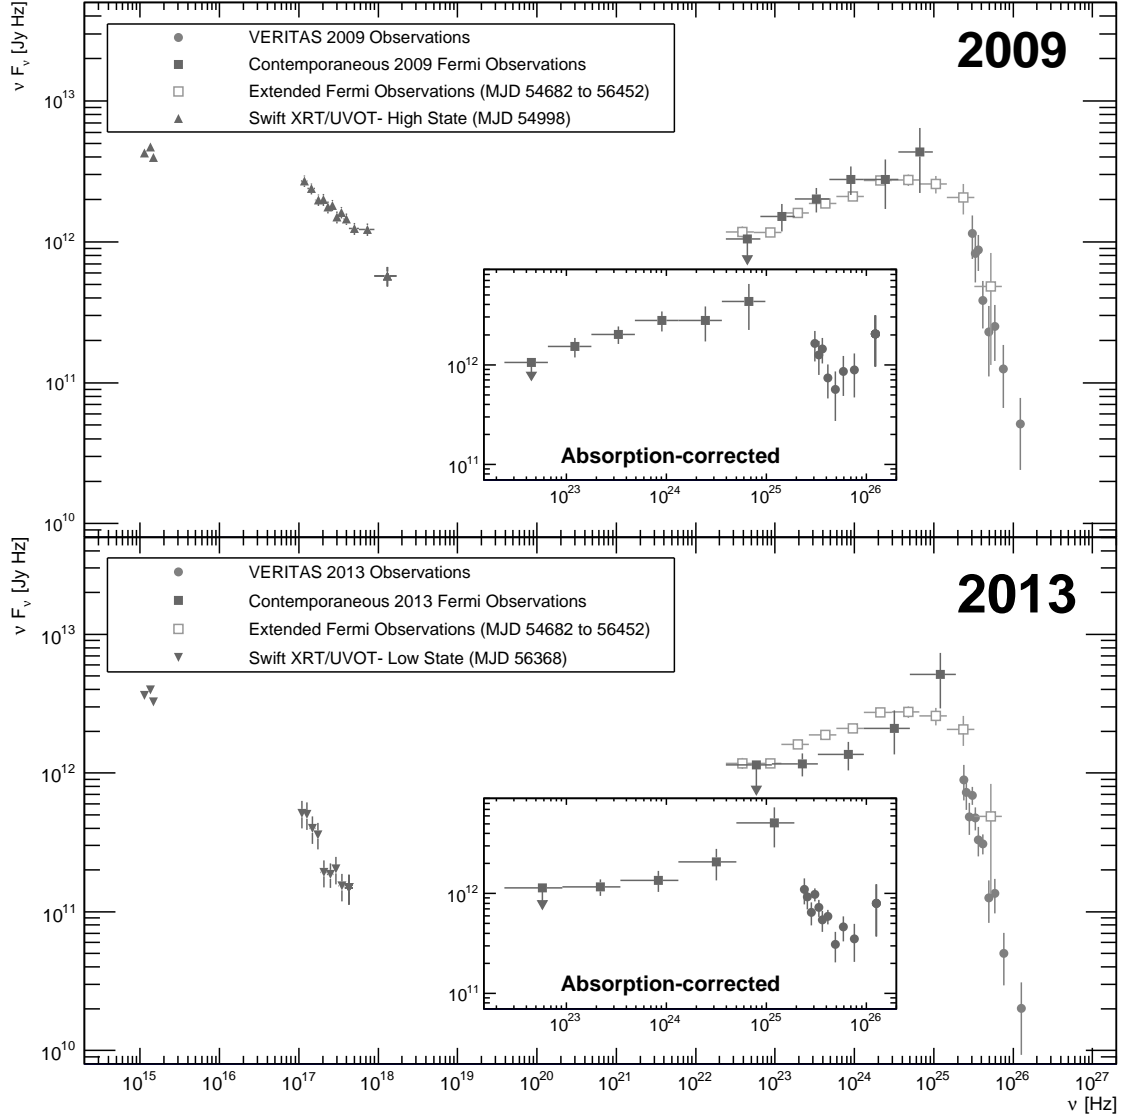 ν Fν [Jy Hz]
2009
VERITAS 2009 Observations
Contemporaneous 2009 Fermi Observations
Extended Fermi Observations (MJD 54682 to 56452)
Swift XRT/UVOT- High State (MJD 54998)
10^13
10^12
10^11
10^10
10^12
10^11
Absorption-corrected
10^23 10^24 10^25 10^26
ν Fν [Jy Hz]
2013
VERITAS 2013 Observations
Contemporaneous 2013 Fermi Observations
Extended Fermi Observations (MJD 54682 to 56452)
Swift XRT/UVOT- Low State (MJD 56368)
10^13
10^12
10^11
10^10
10^12
10^11
Absorption-corrected
10^23 10^24 10^25 10^26
10^15 10^16 10^17 10^18 10^19 10^20 10^21 10^22 10^23 10^24 10^25 10^26 10^27
ν [Hz]